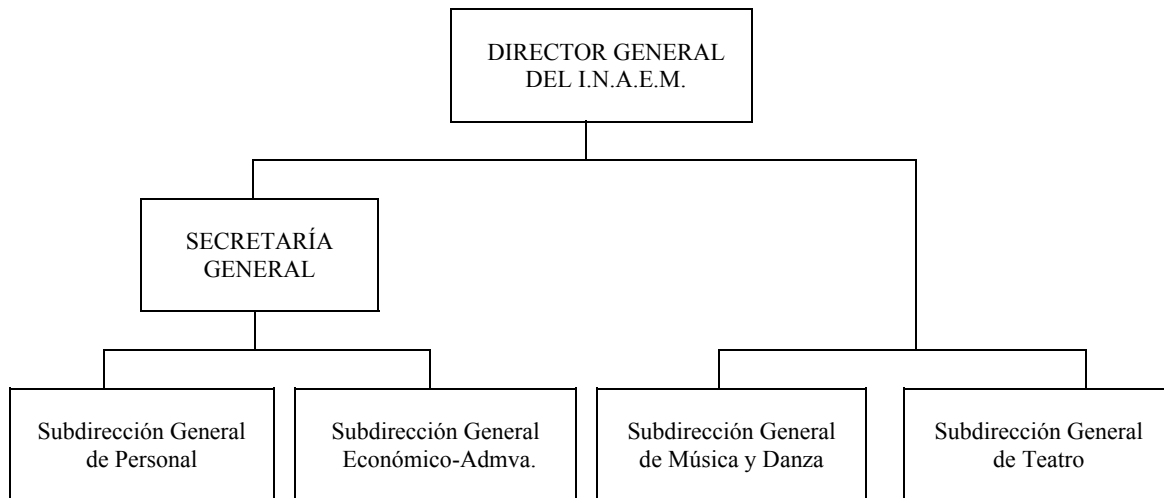 DIRECTOR GENERAL
DEL I.N.A.E.M.
SECRETARÍA
GENERAL
Subdirección General
de Personal
Subdirección General
Económico-Admva.
Subdirección General
de Música y Danza
Subdirección General
de Teatro